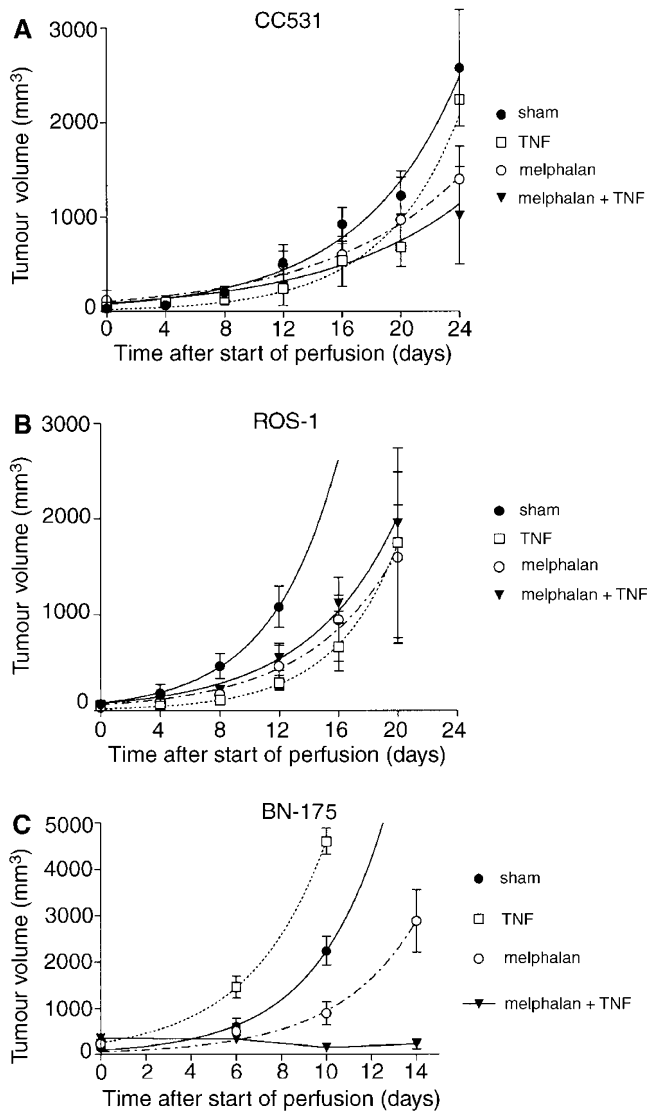 A
CC531
3000
2000
1000
0
Tumour volume (mm³)
0 4 8 12 16 20 24
Time after start of perfusion (days)
sham
TNF
melphalan
melphalan + TNF
B
ROS-1
3000
2000
1000
0
Tumour volume (mm³)
0 4 8 12 16 20 24
Time after start of perfusion (days)
sham
TNF
melphalan
melphalan + TNF
C
BN-175
5000
4000
3000
2000
1000
0
Tumour volume (mm³)
0 2 4 6 8 10 12 14
Time after start of perfusion (days)
sham
TNF
melphalan
melphalan + TNF